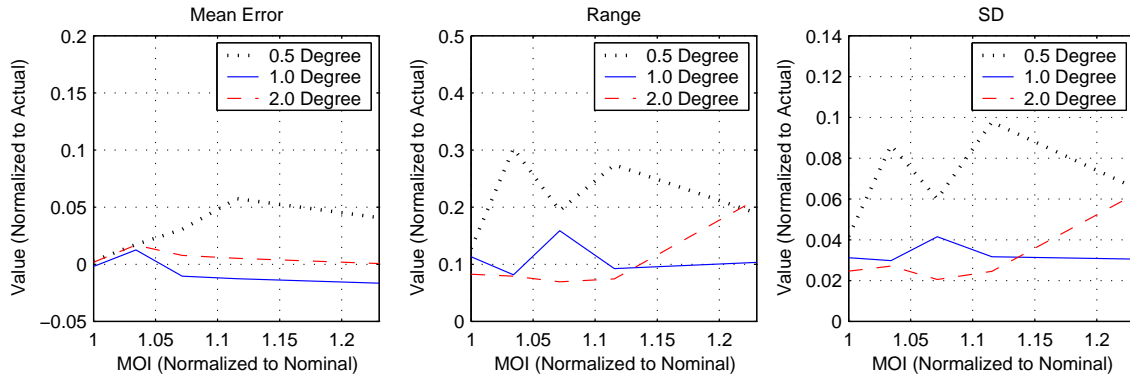 Mean Error
Value (Normalized to Actual)
0.2
0.15
0.1
0.05
0
−0.05
0.5 Degree
1.0 Degree
2.0 Degree
1 1.05 1.1 1.15 1.2
MOI (Normalized to Nominal)
Range
Value (Normalized to Actual)
0.5
0.4
0.3
0.2
0.1
0
0.5 Degree
1.0 Degree
2.0 Degree
1 1.05 1.1 1.15 1.2
MOI (Normalized to Nominal)
SD
Value (Normalized to Actual)
0.14
0.12
0.1
0.08
0.06
0.04
0.02
0
0.5 Degree
1.0 Degree
2.0 Degree
1 1.05 1.1 1.15 1.2
MOI (Normalized to Nominal)